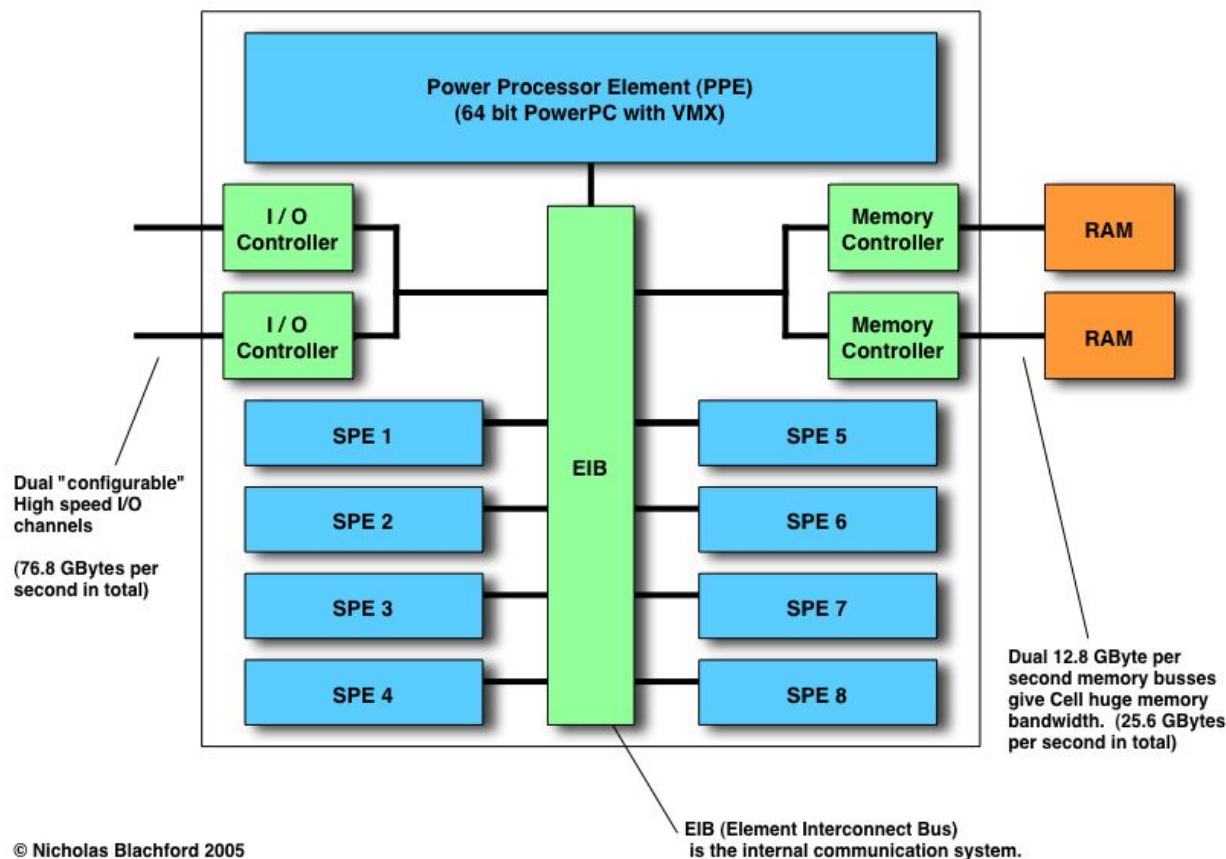 Power Processor Element (PPE)
(64 bit PowerPC with VMX)
I / O
Controller
Memory
Controller
RAM
I / O
Controller
Memory
Controller
RAM
SPE 1
SPE 5
EIB
SPE 2
SPE 6
SPE 3
SPE 7
SPE 4
SPE 8
Dual "configurable"
High speed I/O
channels
(76.8 GBytes per
second in total)
Dual 12.8 GByte per
second memory busses
give Cell huge memory
bandwidth. (25.6 GBytes
per second in total)
EIB (Element Interconnect Bus)
is the internal communication system.
© Nicholas Blachford 2005